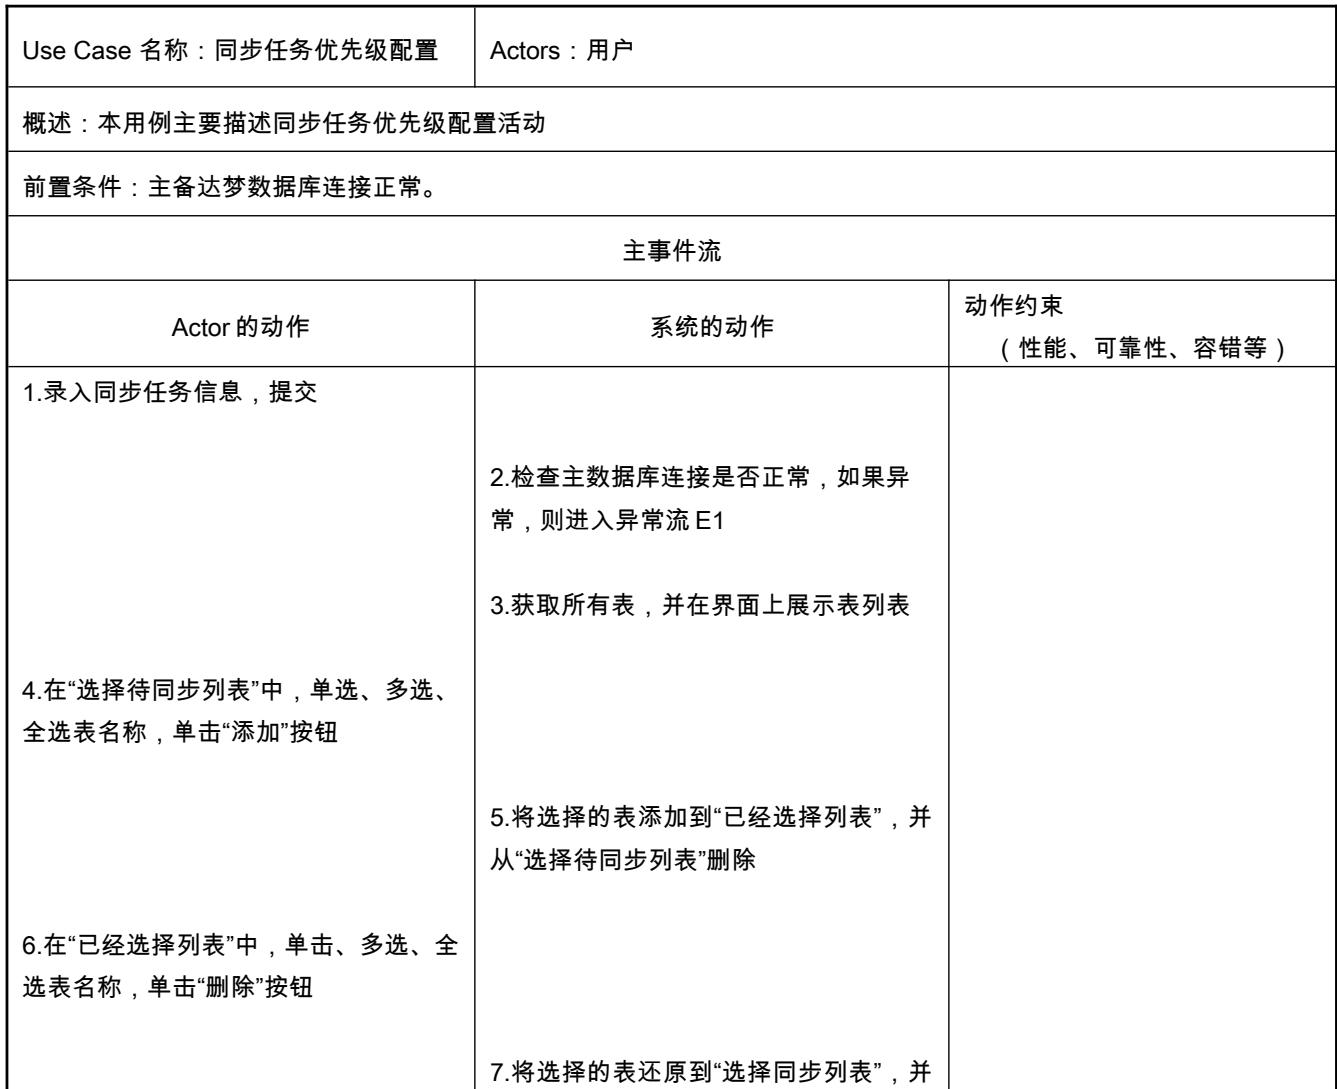 Use Case 名称：同步任务优先级配置
Actors：用户
概述：本用例主要描述同步任务优先级配置活动
前置条件：主备达梦数据库连接正常。
主事件流
Actor 的动作
系统的动作
动作约束
（性能、可靠性、容错等）
1.录入同步任务信息，提交
2.检查主数据库连接是否正常，如果异
常，则进入异常流 E1
3.获取所有表，并在界面上展示表列表
4.在“选择待同步列表”中，单选、多选、
全选表名称，单击“添加”按钮
5.将选择的表添加到“已经选择列表”，并
从“选择待同步列表”删除
6.在“已经选择列表”中，单击、多选、全
选表名称，单击“删除”按钮
7.将选择的表还原到“选择同步列表”，并